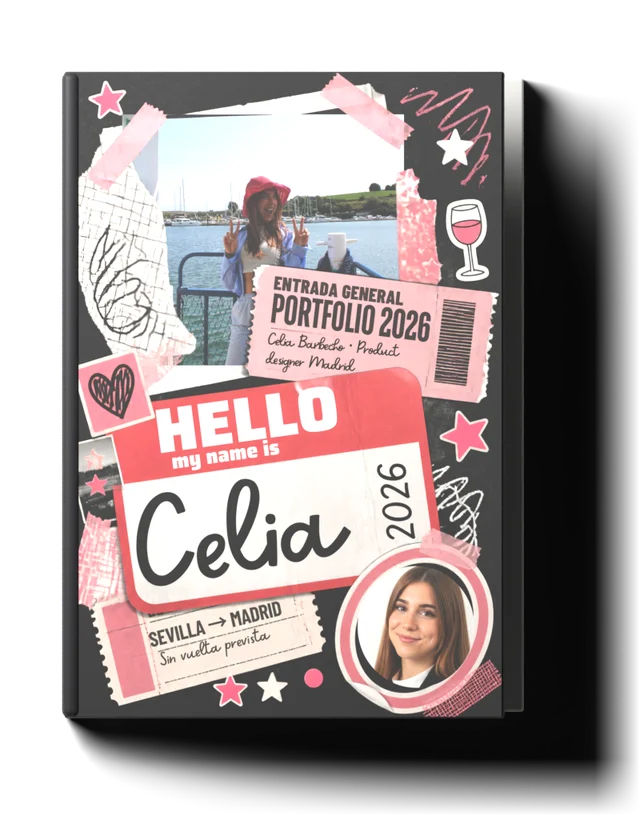 ENTRADA GENERAL
PORTFOLIO 2026
Celia Barbecho · Product
designer Madrid
HELLO
my name is
Celia
2026
SEVILLA → MADRID
Sin vuelta prevista